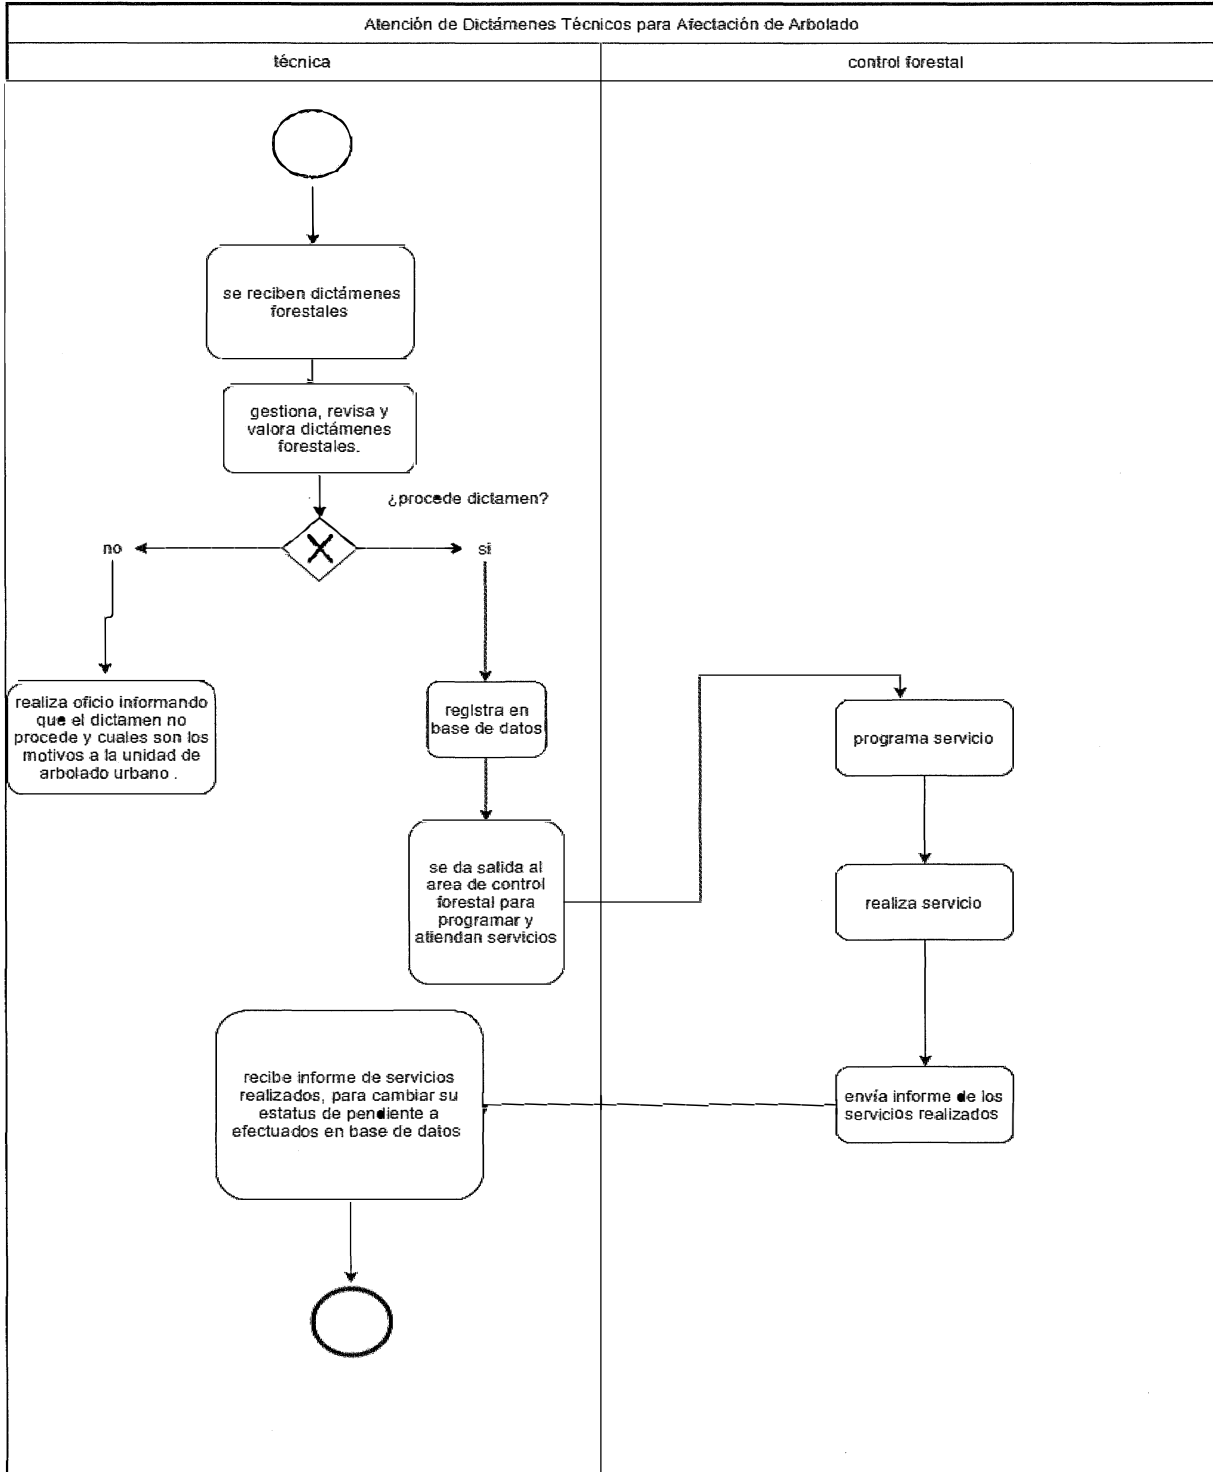 Atención de Dictámenes Técnicos para Afectación de Arbolado
técnica
control forestal
se reciben dictámenes
forestales
gestiona, revisa y
valora dictámenes
forestales.
¿procede dictamen?
no
si
realiza oficio informando
que el dictamen no
procede y cuales son los
motivos a la unidad de
arbolado urbano .
registra en
base de datos
se da salida al
area de control
forestal para
programar y
atiendan servicios
programa servicio
realiza servicio
envía informe de los
servicios realizados
recibe informe de servicios
realizados, para cambiar su
estatus de pendiente a
efectuados en base de datos